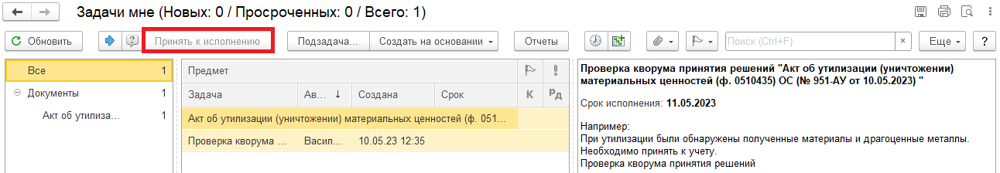 Задачи мне (Новых: 0 / Просроченных: 0 / Всего: 1)
Обновить Принять к исполнению Подзадача... Создать на основании Отчеты Поиск (Ctrl+F) × Еще ?
Все 1
Документы 1
Акт об утилиза... 1
Предмет
Задача Ав... ↓ Создана Срок К РД
Акт об утилизации (уничтожении) материальных ценностей (ф. 051...
Проверка кворума ... Васил... 10.05.23 12:35
Проверка кворума принятия решений "Акт об утилизации (уничтожении)
материальных ценностей (ф. 0510435) ОС (№ 951-АУ от 10.05.2023) "
Срок исполнения: 11.05.2023
Например:
При утилизации были обнаружены полученные материалы и драгоценные металлы.
Необходимо принять к учету.
Проверка кворума принятия решений